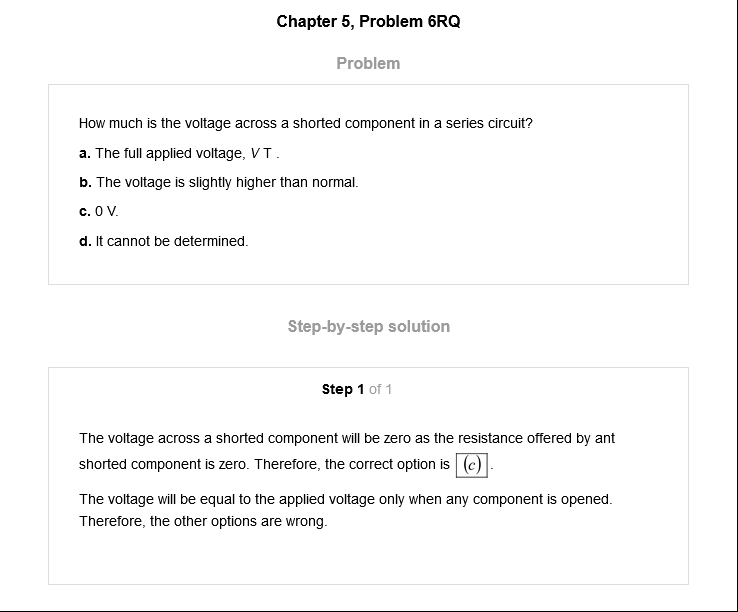 Chapter 5, Problem 6RQ
Problem
How much is the voltage across a shorted component in a series circuit?
a. The full applied voltage, V T .
b. The voltage is slightly higher than normal.
c. 0 V.
d. It cannot be determined.
Step-by-step solution
Step 1 of 1
The voltage across a shorted component will be zero as the resistance offered by ant
shorted component is zero. Therefore, the correct option is (c).
The voltage will be equal to the applied voltage only when any component is opened.
Therefore, the other options are wrong.